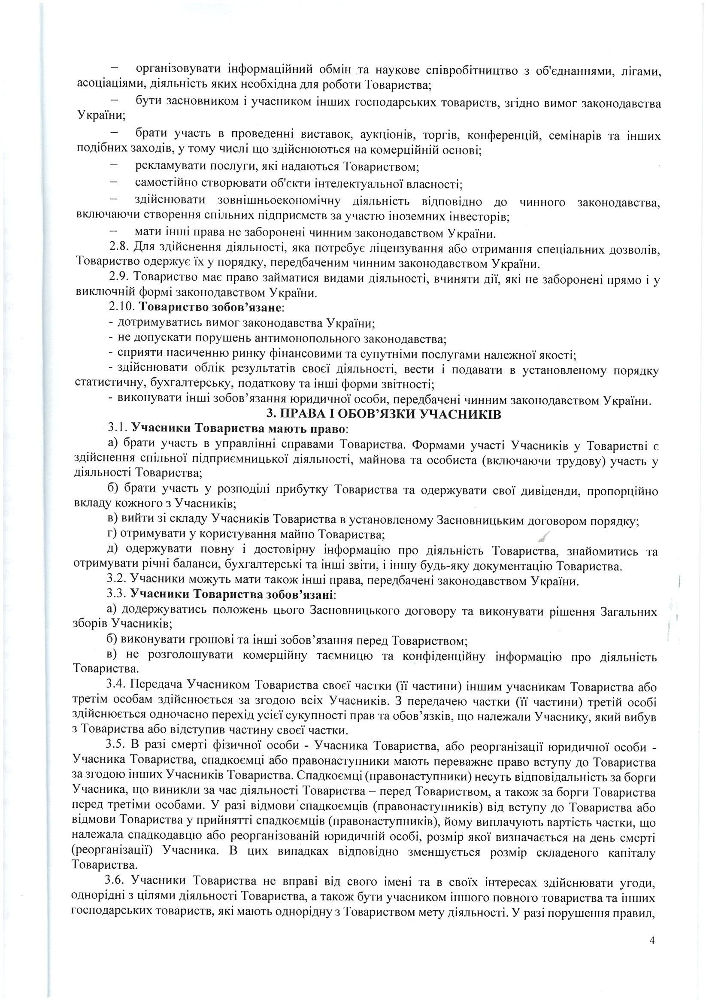 – організовувати інформаційний обмін та наукове співробітництво з об'єднаннями, лігами,
асоціаціями, діяльність яких необхідна для роботи Товариства;
– бути засновником і учасником інших господарських товариств, згідно вимог законодавства
України;
– брати участь в проведенні виставок, аукціонів, торгів, конференцій, семінарів та інших
подібних заходів, у тому числі що здійснюються на комерційній основі;
– рекламувати послуги, які надаються Товариством;
– самостійно створювати об'єкти інтелектуальної власності;
– здійснювати зовнішньоекономічну діяльність відповідно до чинного законодавства,
включаючи створення спільних підприємств за участю іноземних інвесторів;
– мати інші права не заборонені чинним законодавством України.
2.8. Для здійснення діяльності, яка потребує ліцензування або отримання спеціальних дозволів,
Товариство одержує їх у порядку, передбаченим чинним законодавством України.
2.9. Товариство має право займатися видами діяльності, вчиняти дії, які не заборонені прямо і у
виключній формі законодавством України.
2.10. Товариство зобов’язане:
- дотримуватись вимог законодавства України;
- не допускати порушень антимонопольного законодавства;
- сприяти насиченню ринку фінансовими та супутніми послугами належної якості;
- здійснювати облік результатів своєї діяльності, вести і подавати в установленому порядку
статистичну, бухгалтерську, податкову та інші форми звітності;
- виконувати інші зобов’язання юридичної особи, передбачені чинним законодавством України.
3. ПРАВА І ОБОВ’ЯЗКИ УЧАСНИКІВ
3.1. Учасники Товариства мають право:
а) брати участь в управлінні справами Товариства. Формами участі Учасників у Товаристві є
здійснення спільної підприємницької діяльності, майнова та особиста (включаючи трудову) участь у
діяльності Товариства;
б) брати участь у розподілі прибутку Товариства та одержувати свої дивіденди, пропорційно
вкладу кожного з Учасників;
в) вийти зі складу Учасників Товариства в установленому Засновницьким договором порядку;
г) отримувати у користування майно Товариства;
д) одержувати повну і достовірну інформацію про діяльність Товариства, знайомитись та
отримувати річні баланси, бухгалтерські та інші звіти, і іншу будь-яку документацію Товариства.
3.2. Учасники можуть мати також інші права, передбачені законодавством України.
3.3. Учасники Товариства зобов’язані:
а) додержуватись положень цього Засновницького договору та виконувати рішення Загальних
зборів Учасників;
б) виконувати грошові та інші зобов’язання перед Товариством;
в) не розголошувати комерційну таємницю та конфіденційну інформацію про діяльність
Товариства.
3.4. Передача Учасником Товариства своєї частки (її частини) іншим учасникам Товариства або
третім особам здійснюється за згодою всіх Учасників. З передачею частки (її частини) третій особі
здійснюється одночасно перехід усієї сукупності прав та обов’язків, що належали Учаснику, який вибув
з Товариства або відступив частину своєї частки.
3.5. В разі смерті фізичної особи - Учасника Товариства, або реорганізації юридичної особи -
Учасника Товариства, спадкоємці або правонаступники мають переважне право вступу до Товариства
за згодою інших Учасників Товариства. Спадкоємці (правонаступники) несуть відповідальність за борги
Учасника, що виникли за час діяльності Товариства – перед Товариством, а також за борги Товариства
перед третіми особами. У разі відмови спадкоємців (правонаступників) від вступу до Товариства або
відмови Товариства у прийнятті спадкоємців (правонаступників), йому виплачують вартість частки, що
належала спадкодавцю або реорганізованій юридичній особі, розмір якої визначається на день смерті
(реорганізації) Учасника. В цих випадках відповідно зменшується розмір складеного капіталу
Товариства.
3.6. Учасники Товариства не вправі від свого імені та в своїх інтересах здійснювати угоди,
однорідні з цілями діяльності Товариства, а також бути учасником іншого повного товариства та інших
господарських товариств, які мають однорідну з Товариством мету діяльності. У разі порушення правил,
4